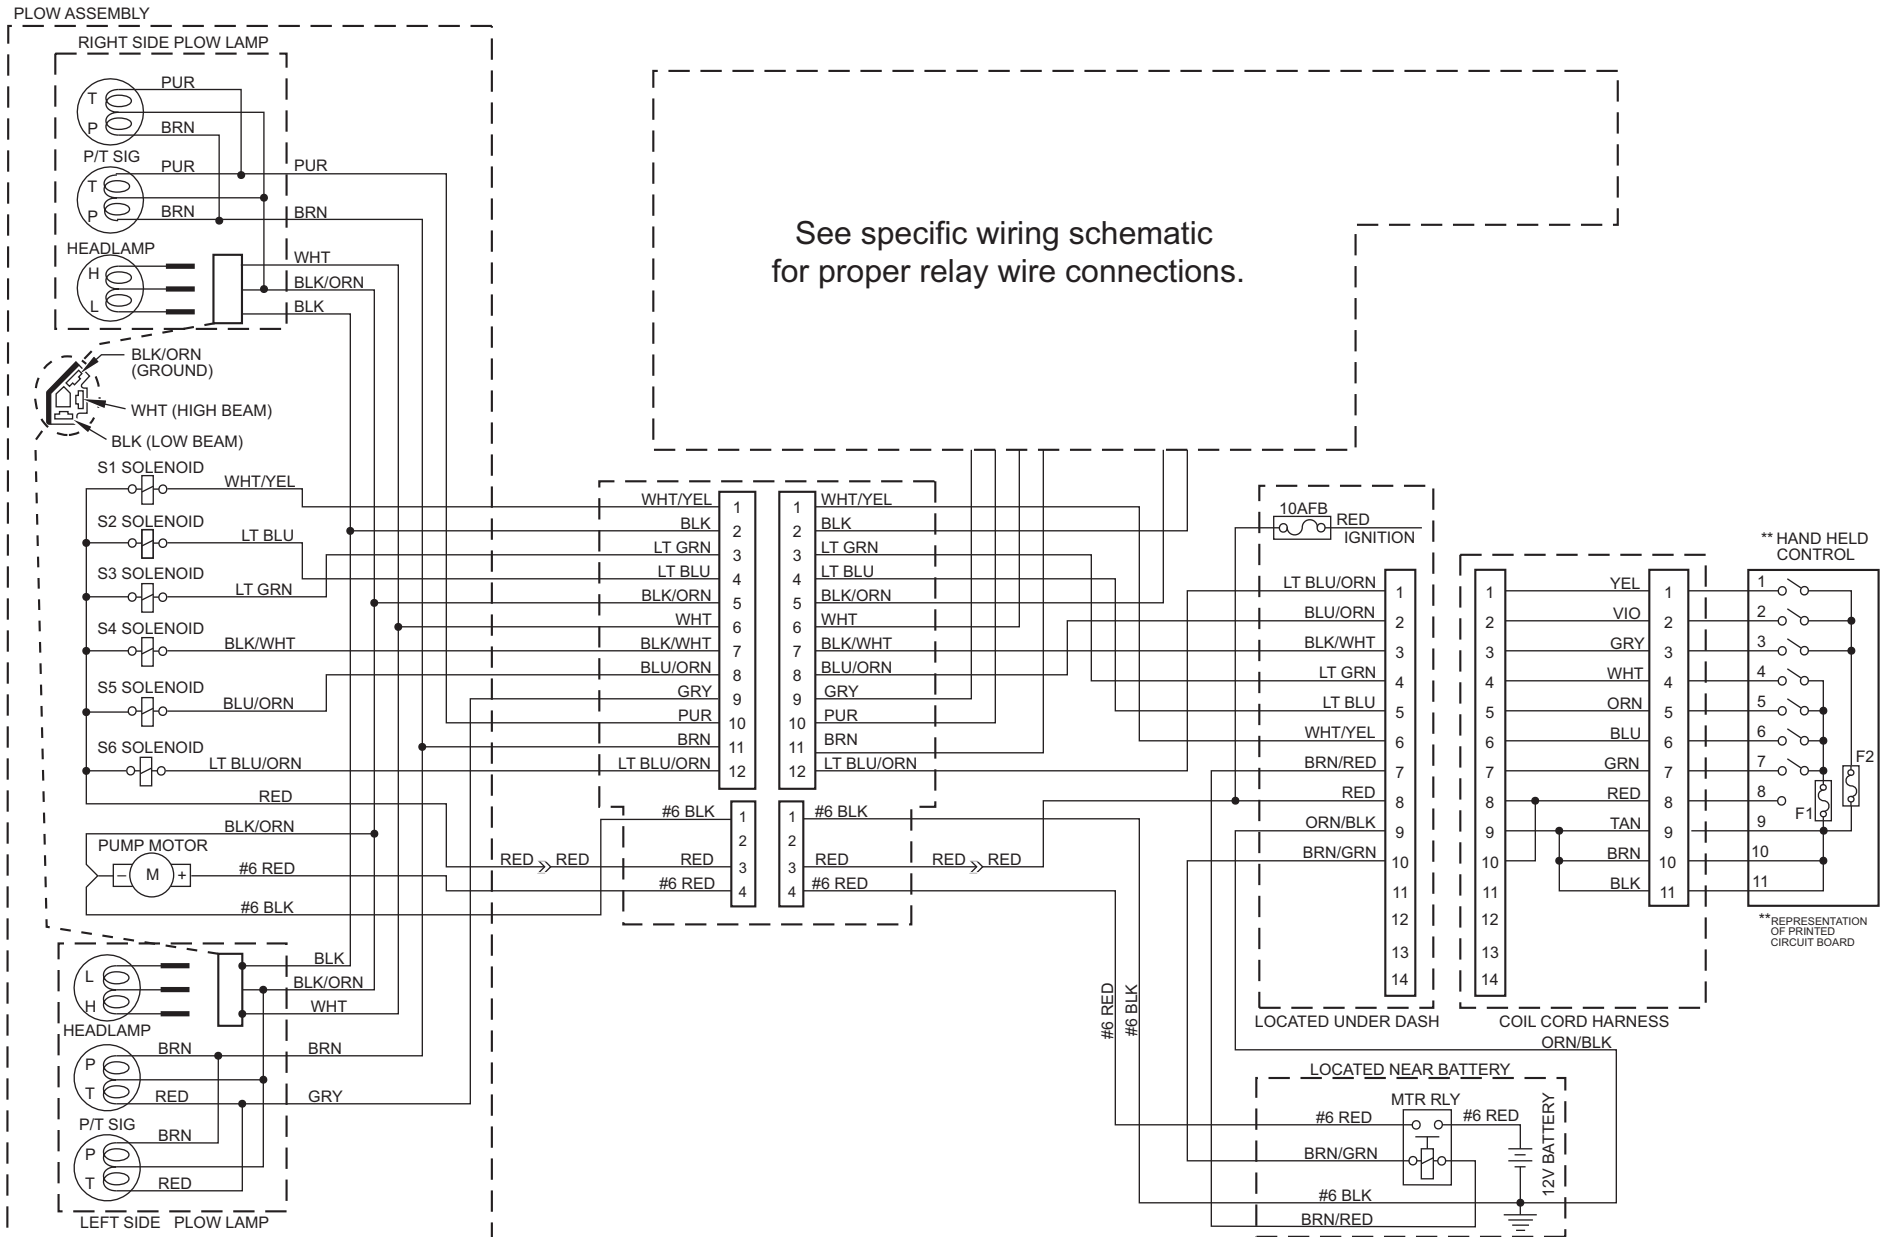 PLOW ASSEMBLY
RIGHT SIDE PLOW LAMP
T
P
PUR
BRN
P/T SIG
T
P
PUR
BRN
PUR
BRN
HEADLAMP
H
L
WHT
BLK/ORN
BLK
BLK/ORN
(GROUND)
WHT (HIGH BEAM)
BLK (LOW BEAM)
See specific wiring schematic
for proper relay wire connections.
S1 SOLENOID
WHT/YEL
S2 SOLENOID
LT BLU
S3 SOLENOID
LT GRN
S4 SOLENOID
BLK/WHT
S5 SOLENOID
BLU/ORN
S6 SOLENOID
LT BLU/ORN
RED
BLK/ORN
PUMP MOTOR
– M +
#6 RED
#6 BLK
RED RED
WHT/YEL 1
BLK 2
LT GRN 3
LT BLU 4
BLK/ORN 5
WHT 6
BLK/WHT 7
BLU/ORN 8
GRY 9
PUR 10
BRN 11
LT BLU/ORN 12
1 WHT/YEL
2 BLK
3 LT GRN
4 LT BLU
5 BLK/ORN
6 WHT
7 BLK/WHT
8 BLU/ORN
9 GRY
10 PUR
11 BRN
12 LT BLU/ORN
#6 BLK 1
2
RED 3
#6 RED 4
1 #6 BLK
2
3 RED
4 #6 RED
RED RED
10AFB
RED
IGNITION
LT BLU/ORN 1
BLU/ORN 2
BLK/WHT 3
LT GRN 4
LT BLU 5
WHT/YEL 6
BRN/RED 7
RED 8
ORN/BLK 9
BRN/GRN 10
11
12
13
14
LOCATED UNDER DASH
1 YEL 1
2 VIO 2
3 GRY 3
4 WHT 4
5 ORN 5
6 BLU 6
7 GRN 7
8 RED 8
9 TAN 9
10 BRN 10
11 BLK 11
12
13
14
COIL CORD HARNESS
** HAND HELD
CONTROL
1
2
3
4
5
6
7
8
9
10
11
F1
F2
**REPRESENTATION
OF PRINTED
CIRCUIT BOARD
L
H
HEADLAMP
BLK
BLK/ORN
WHT
P
T
BRN
BRN
RED
GRY
P/T SIG
P
T
BRN
RED
LEFT SIDE PLOW LAMP
#6 RED
#6 BLK
ORN/BLK
LOCATED NEAR BATTERY
MTR RLY
#6 RED
#6 RED
BRN/GRN
12V BATTERY
#6 BLK
BRN/RED